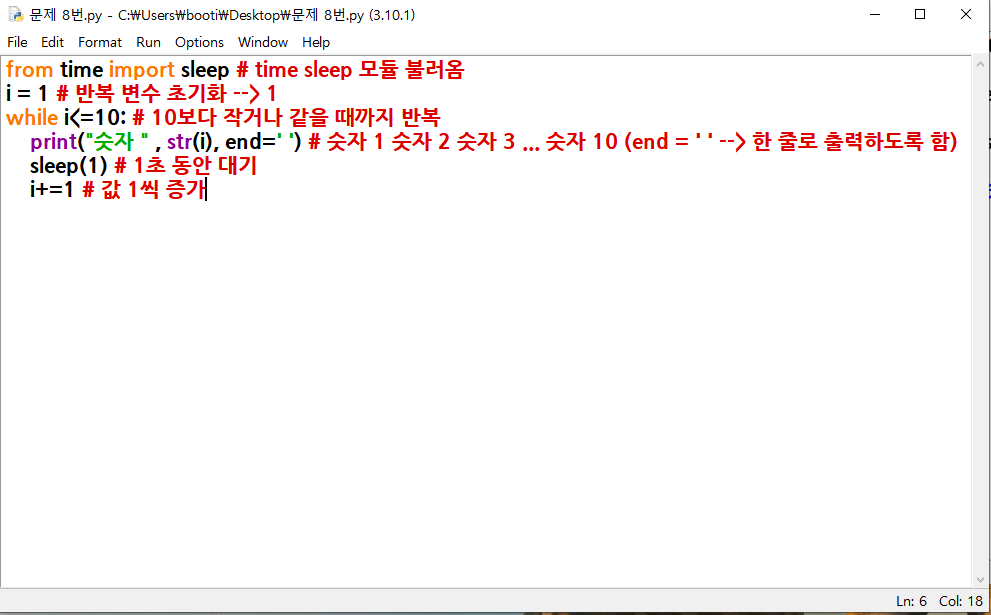 문제 8번.py - C:₩Users₩booti₩Desktop₩문제 8번.py (3.10.1)
File Edit Format Run Options Window Help
from time import sleep # time sleep 모듈 불러옴
i = 1 # 반복 변수 초기화 --> 1
while i<=10: # 10보다 작거나 같을 때까지 반복
    print("숫자 " , str(i), end=' ') # 숫자 1 숫자 2 숫자 3 ... 숫자 10 (end = ' ' --> 한 줄로 출력하도록 함)
    sleep(1) # 1초 동안 대기
    i+=1 # 값 1씩 증가
Ln: 6 Col: 18